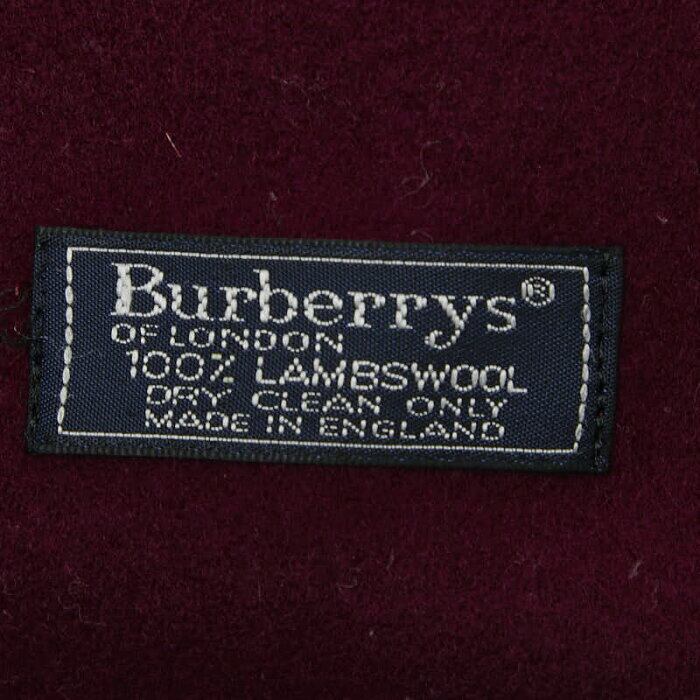 Burberrys®
OF LONDON
100% LAMBSWOOL
DRY CLEAN ONLY
MADE IN ENGLAND